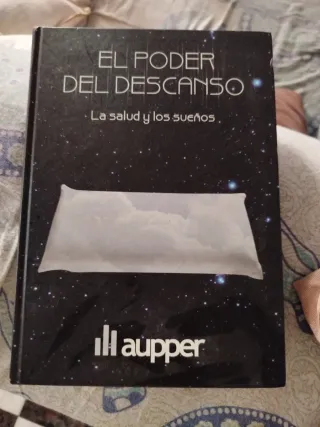 EL PODER
DEL DESCANSO
La salud y los sueños
aupper